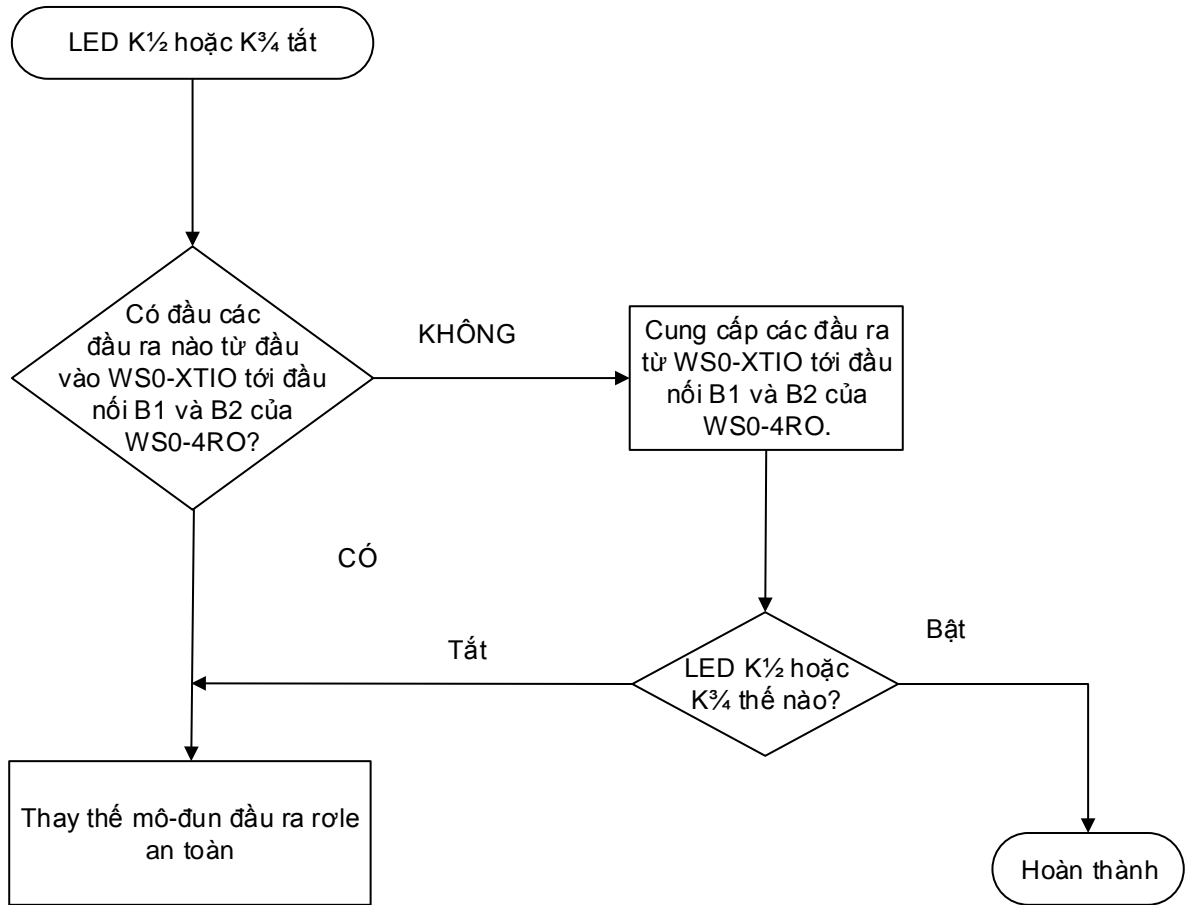 LED K½ hoặc K¾ tắt
Có đầu các
đầu ra nào từ đầu
vào WS0-XTIO tới đầu
nối B1 và B2 của
WS0-4RO?
KHÔNG
Cung cấp các đầu ra
từ WS0-XTIO tới đầu
nối B1 và B2 của
WS0-4RO.
CÓ
Tắt
LED K½ hoặc
K¾ thế nào?
Bật
Thay thế mô-đun đầu ra rơle
an toàn
Hoàn thành